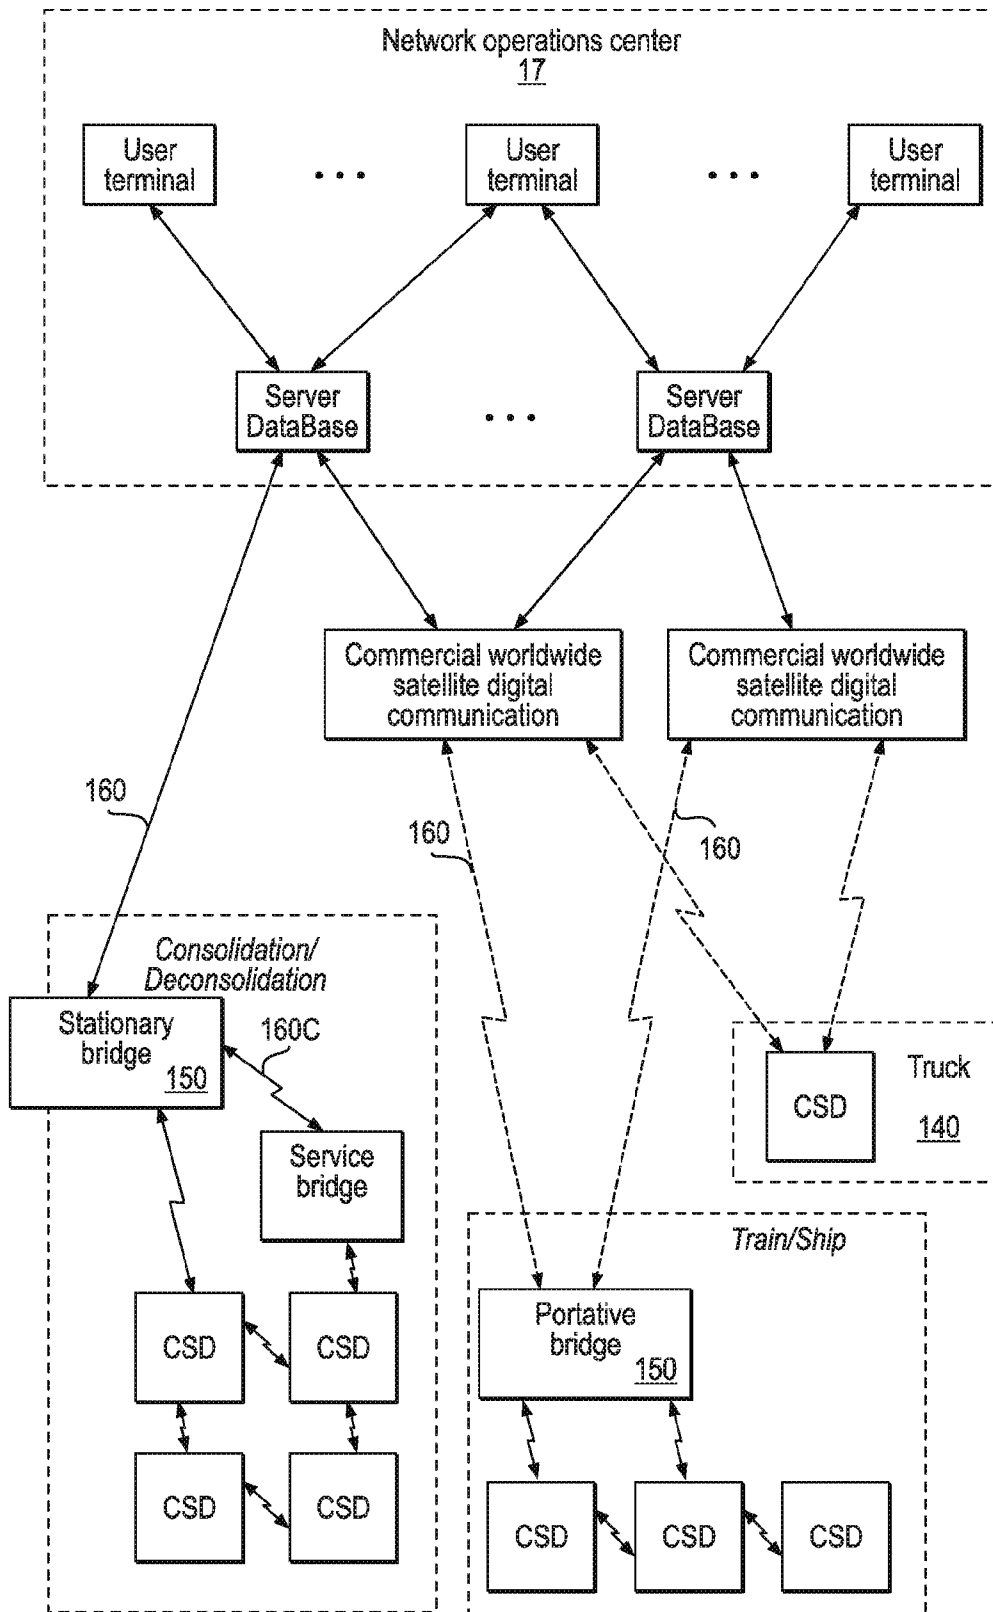 Network operations center
17
User
terminal
. . .
User
terminal
. . .
User
terminal
Server
DataBase
. . .
Server
DataBase
Commercial worldwide
satellite digital
communication
Commercial worldwide
satellite digital
communication
160
160
160
Consolidation/
Deconsolidation
Stationary
bridge
150
160C
Service
bridge
CSD
Truck
140
Train/Ship
Portative
bridge
150
CSD
CSD
CSD
CSD
CSD
CSD
CSD